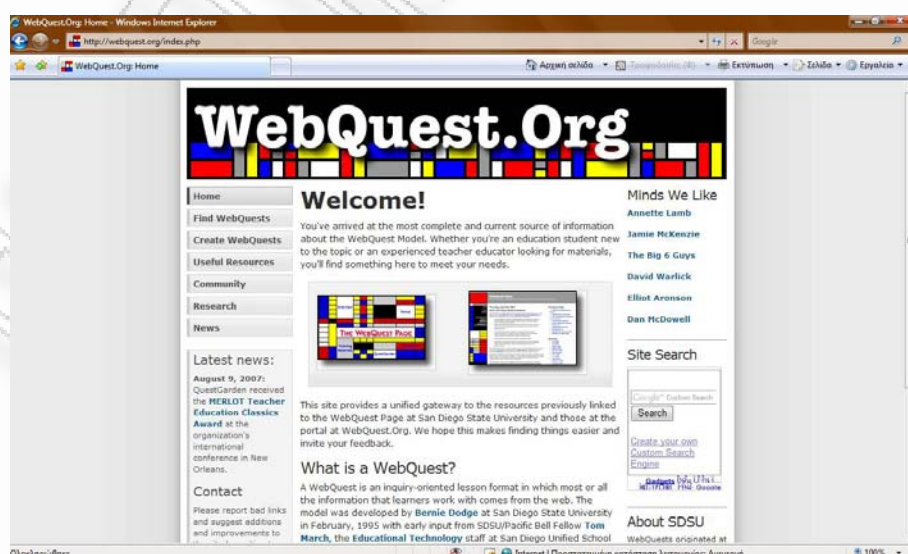 WebQuest.Org: Home - Windows Internet Explorer
http://webquest.org/index.php
Google
WebQuest.Org: Home
Αρχική σελίδα
Τροφοδοσίες
Εκτύπωση
Σελίδα
Εργαλεία
WebQuest.Org
Home
Find WebQuests
Create WebQuests
Useful Resources
Community
Research
News
Latest news:
August 9, 2007:
QuestGarden received
the MERLOT Teacher
Education Classics
Award at the
organization's
international
conference in New
Orleans.
Contact
Please report bad links
and suggest additions
and improvements to
Welcome!
You've arrived at the most complete and current source of information
about the WebQuest Model. Whether you're an education student new
to the topic or an experienced teacher educator looking for materials,
you'll find something here to meet your needs.
THE WEBQUEST PAGE
This site provides a unified gateway to the resources previously linked
to the WebQuest Page at San Diego State University and those at the
portal at WebQuest.Org. We hope this makes finding things easier and
invite your feedback.
What is a WebQuest?
A WebQuest is an inquiry-oriented lesson format in which most or all
the information that learners work with comes from the web. The
model was developed by Bernie Dodge at San Diego State University
in February, 1995 with early input from SDSU/Pacific Bell Fellow Tom
March, the Educational Technology staff at San Diego Unified School
Minds We Like
Annette Lamb
Jamie McKenzie
The Big 6 Guys
David Warlick
Elliot Aronson
Dan McDowell
Site Search
Google™ Custom Search
Search
Create your own
Custom Search
Engine
About SDSU
WebQuests originated at
Internet | Προστατευμένη κατάσταση λειτουργίας: Ανενεργή
100%